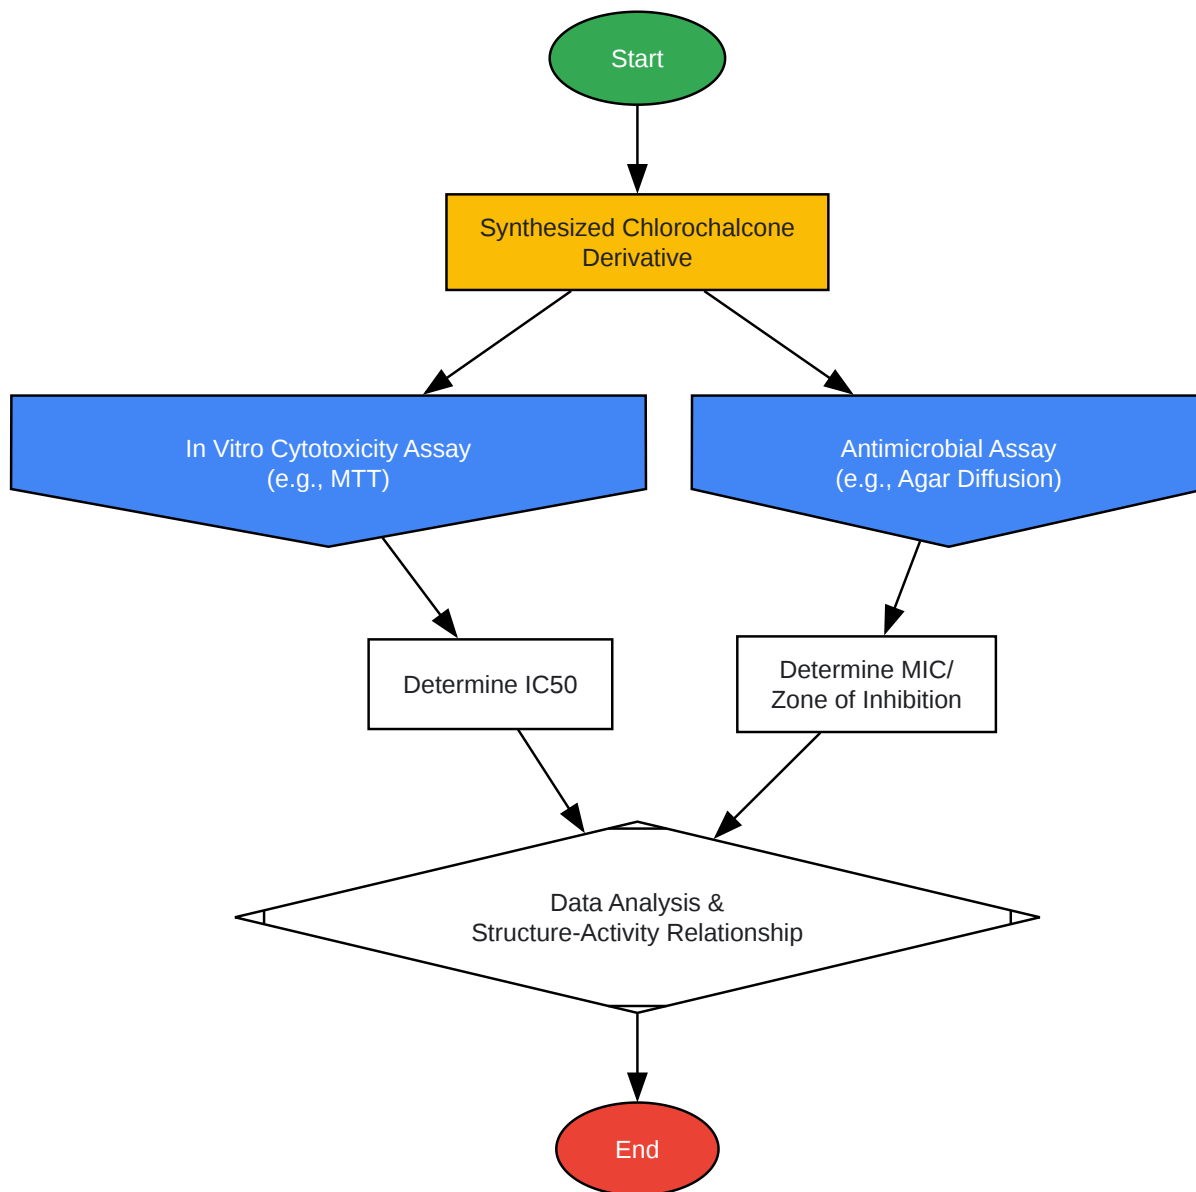 Start
Synthesized Chlorochalcone
Derivative
In Vitro Cytotoxicity Assay
(e.g., MTT)
Antimicrobial Assay
(e.g., Agar Diffusion)
Determine IC50
Determine MIC/
Zone of Inhibition
Data Analysis &
Structure-Activity Relationship
End